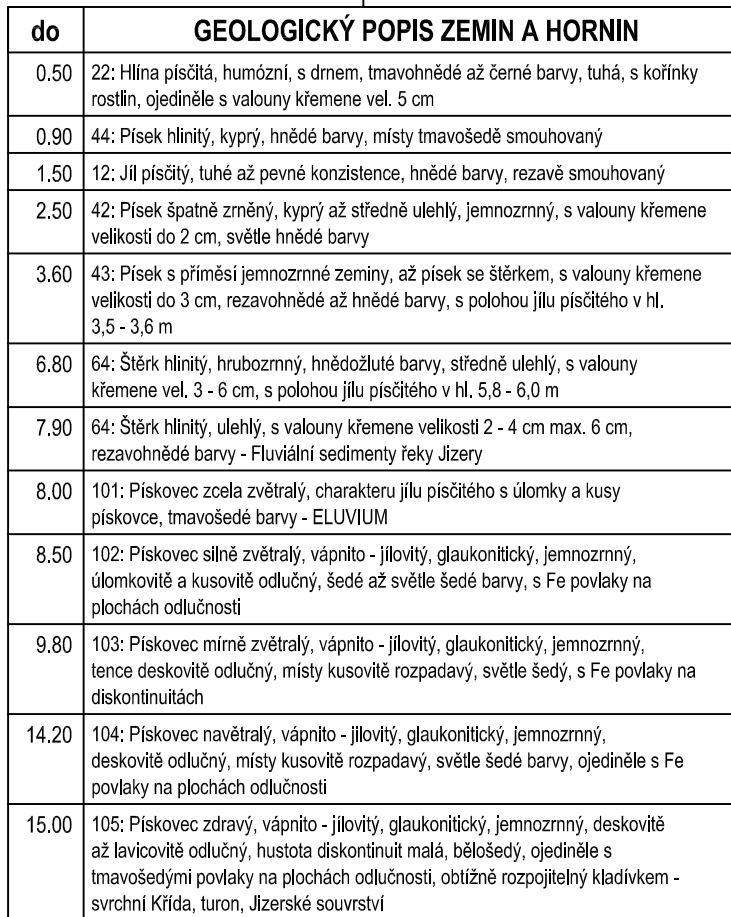 do GEOLOGICKÝ POPIS ZEMIN A HORNIN
0.50 22: Hlína písčitá, humózní, s drnem, tmavohnědé až černé barvy, tuhá, s kořínky
rostlin, ojediněle s valouny křemene vel. 5 cm
0.90 44: Písek hlinitý, kyprý, hnědé barvy, místy tmavošedě smouhovaný
1.50 12: Jíl písčitý, tuhé až pevné konzistence, hnědé barvy, rezavě smouhovaný
2.50 42: Písek špatně zrněný, kyprý až středně ulehlý, jemnozrnný, s valouny křemene
velikosti do 2 cm, světle hnědé barvy
3.60 43: Písek s příměsí jemnozrnné zeminy, až písek se štěrkem, s valouny křemene
velikosti do 3 cm, rezavohnědé až hnědé barvy, s polohou jílu písčitého v hl.
3,5 - 3,6 m
6.80 64: Štěrk hlinitý, hrubozrnný, hnědožluté barvy, středně ulehlý, s valouny
křemene vel. 3 - 6 cm, s polohou jílu písčitého v hl. 5,8 - 6,0 m
7.90 64: Štěrk hlinitý, ulehlý, s valouny křemene velikosti 2 - 4 cm max. 6 cm,
rezavohnědé barvy - Fluviální sedimenty řeky Jizery
8.00 101: Pískovec zcela zvětralý, charakteru jílu písčitého s úlomky a kusy
pískovce, tmavošedé barvy - ELUVIUM
8.50 102: Pískovec silně zvětralý, vápnito - jílovitý, glaukonitický, jemnozrnný,
úlomkovitě a kusovitě odlučný, šedé až světle šedé barvy, s Fe povlaky na
plochách odlučnosti
9.80 103: Pískovec mírně zvětralý, vápnito - jílovitý, glaukonitický, jemnozrnný,
tence deskovitě odlučný, místy kusovitě rozpadavý, světle šedý, s Fe povlaky na
diskontinuitách
14.20 104: Pískovec navětralý, vápnito - jilovitý, glaukonitický, jemnozrnný,
deskovitě odlučný, místy kusovitě rozpadavý, světle šedé barvy, ojediněle s Fe
povlaky na plochách odlučnosti
15.00 105: Pískovec zdravý, vápnito - jílovitý, glaukonitický, jemnozrnný, deskovitě
až lavicovitě odlučný, hustota diskontinuit malá, bělošedý, ojediněle s
tmavošedými povlaky na plochách odlučnosti, obtížně rozpojitelný kladívkem -
svrchní Křída, turon, Jizerské souvrství